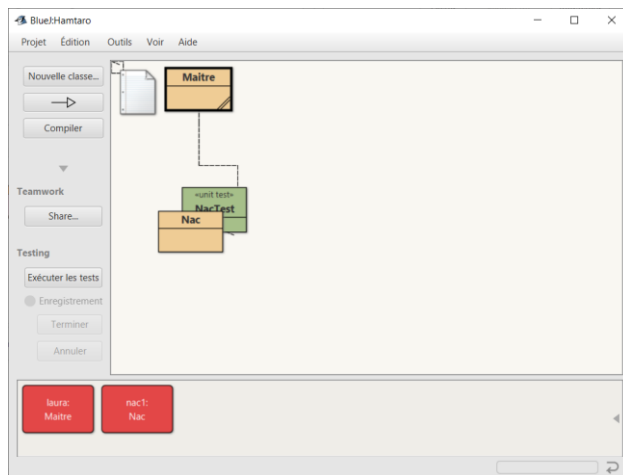 BlueJ:Hamtaro
Projet Édition Outils Voir Aide
Nouvelle classe...
Compiler
Teamwork
Share...
Testing
Exécuter les tests
Enregistrement
Terminer
Annuler
Maitre
«unit test»
NacTest
Nac
laura:
Maitre
nac1:
Nac